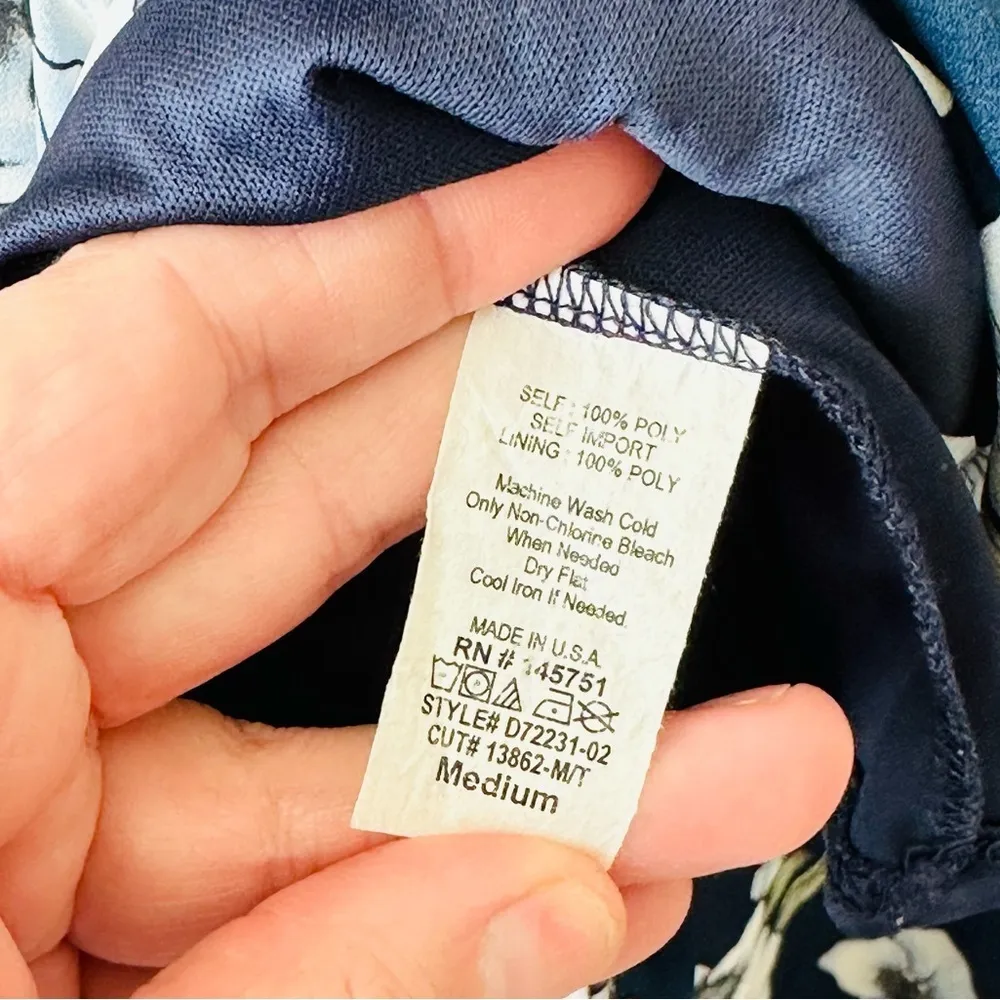 SELF : 100% POLY
SELF IMPORT
LINING : 100% POLY
Machine Wash Cold
Only Non-Chlorine Bleach
When Needed
Dry Flat
Cool Iron If Needed.
MADE IN U.S.A.
RN # 145751
STYLE# D72231-02
CUT# 13862-M/T
Medium